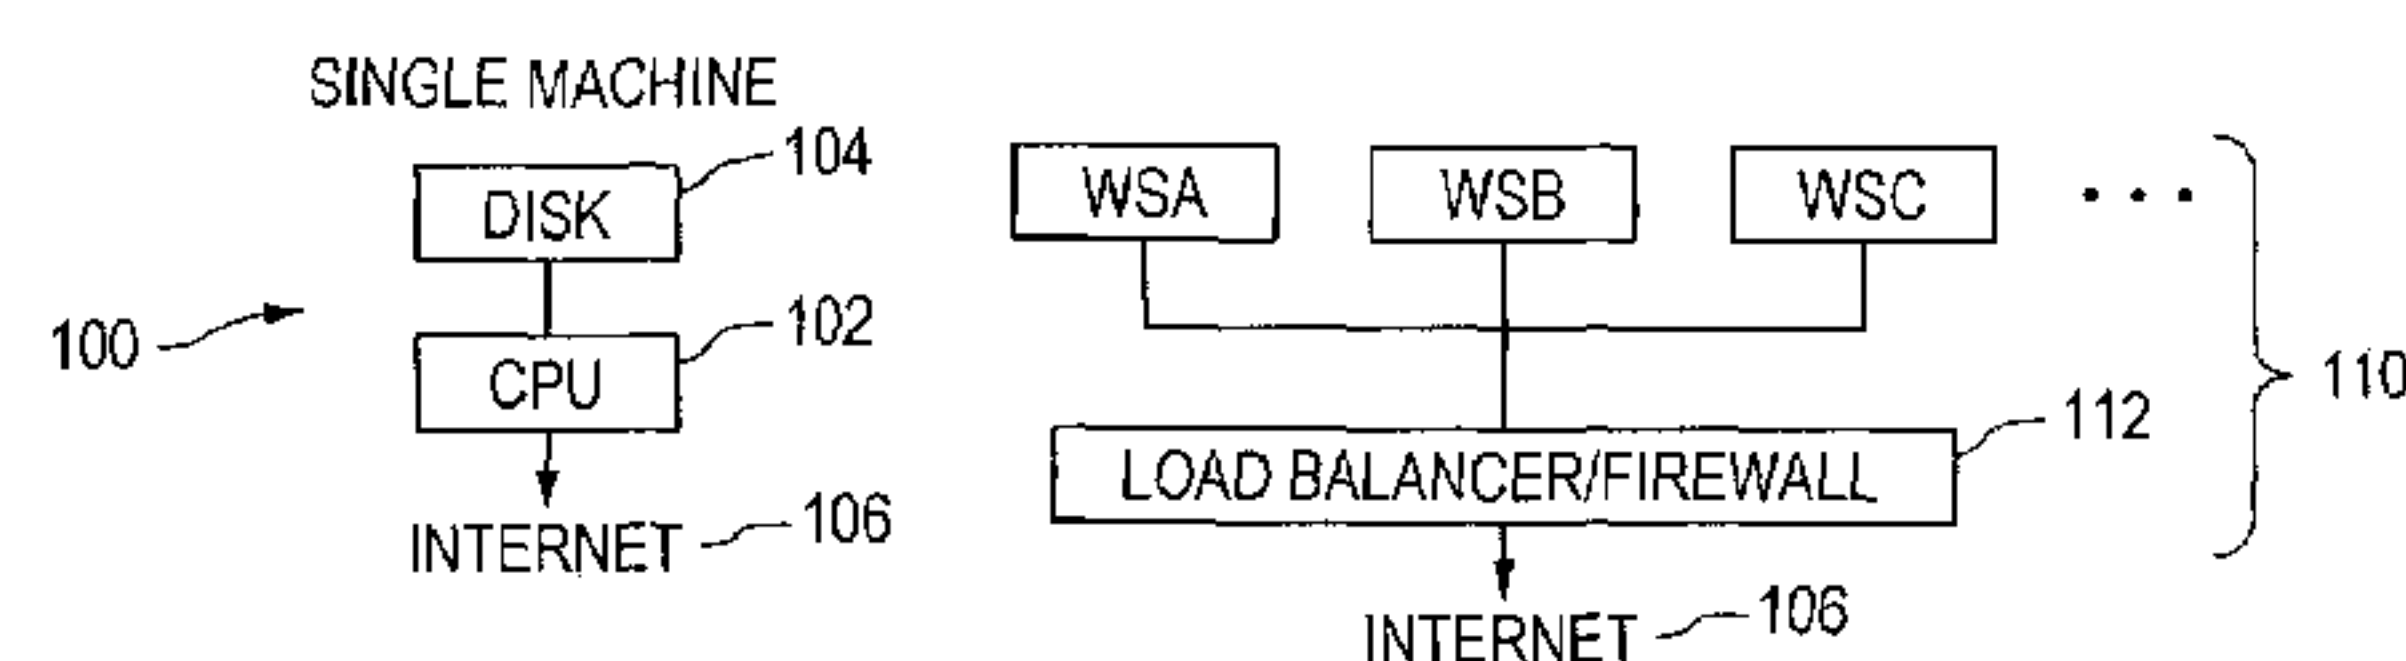 SINGLE MACHINE
104
DISK
100
102
CPU
INTERNET
106
WSA
WSB
WSC
• • •
110
112
LOAD BALANCER/FIREWALL
INTERNET
106